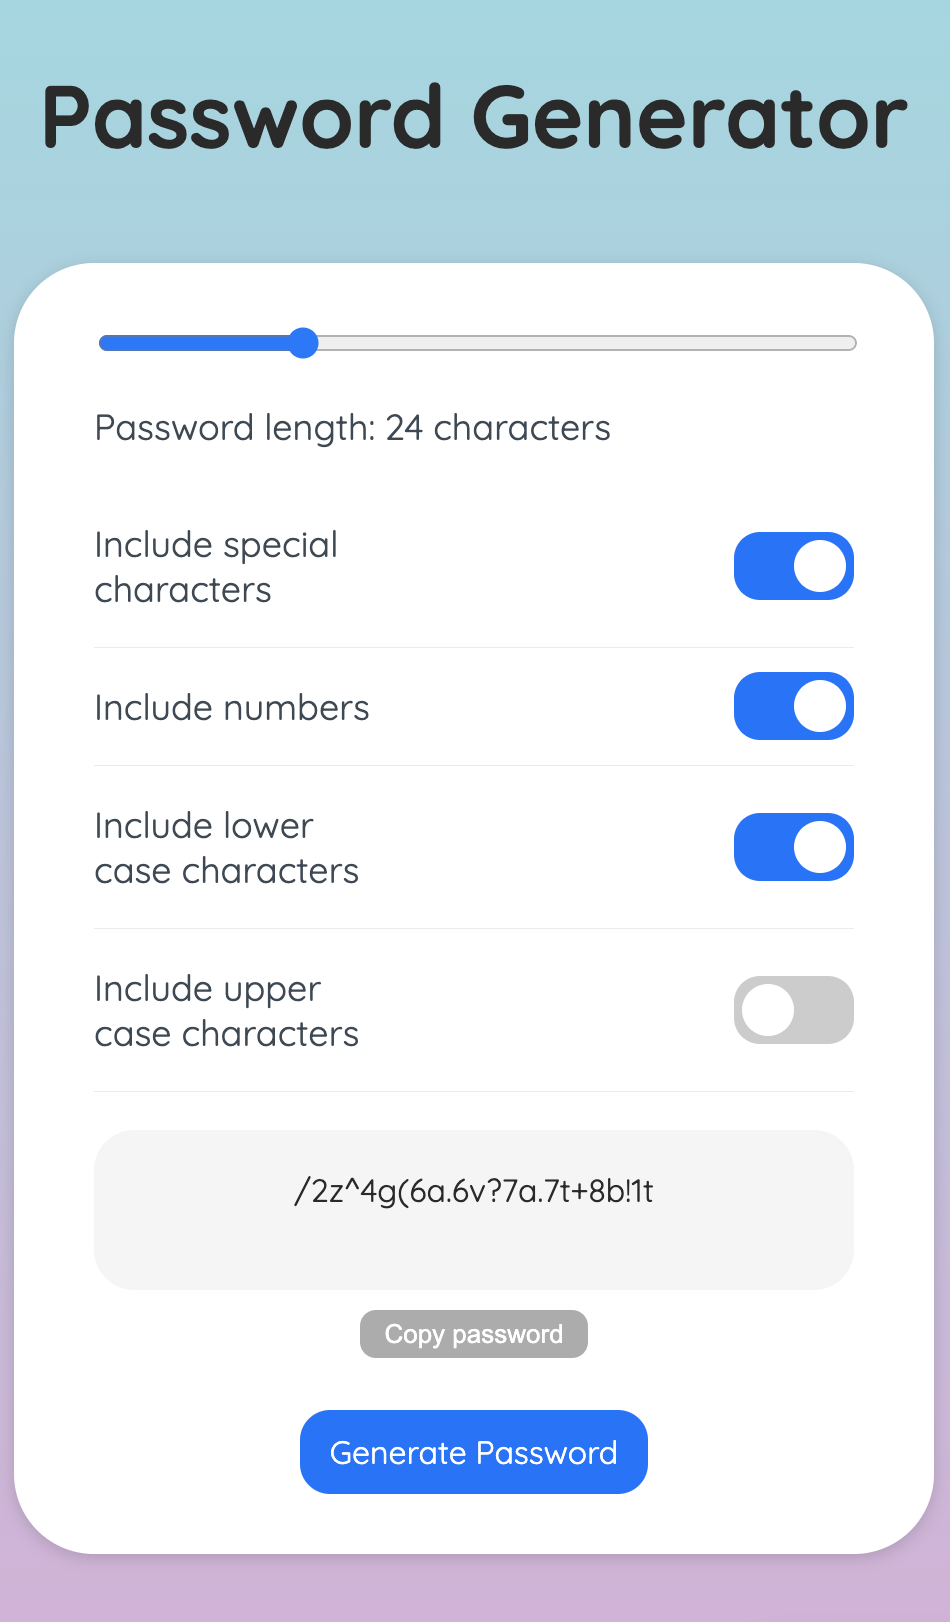 Password Generator
Password length: 24 characters
Include special
characters
Include numbers
Include lower
case characters
Include upper
case characters
/2z^4g(6a.6v?7a.7t+8b!1t
Copy password
Generate Password